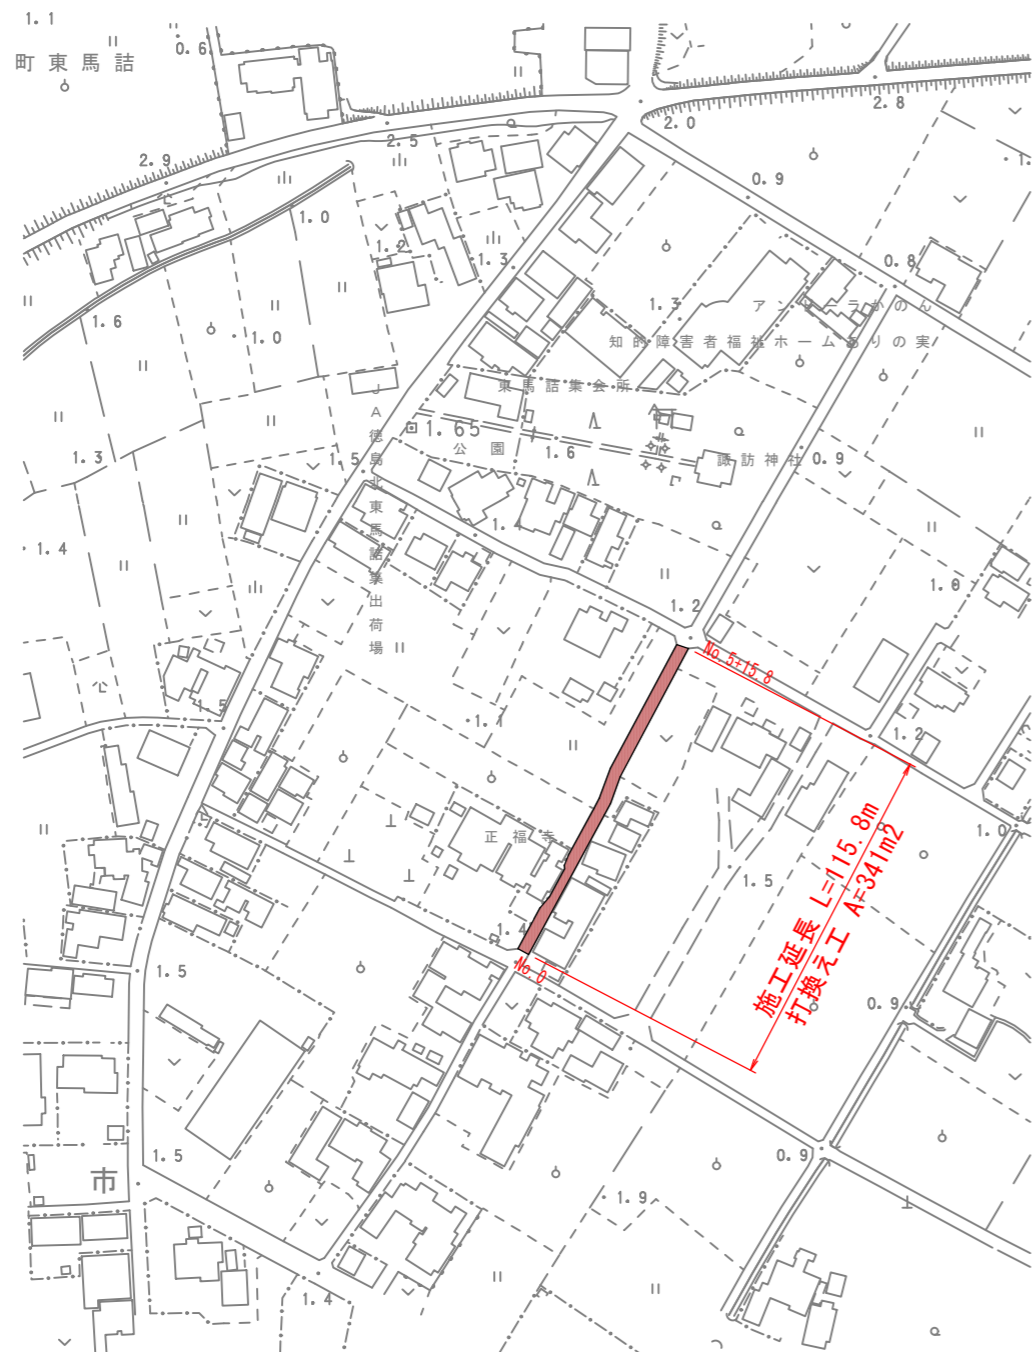 1.1
0.6
町東馬詰
2.8
2.0
2.5
2.9
1.
0.9
1.0
1.2
1.3
0.8
1.3
アン
ーラかのん
1.6
1.0
知的障害者福祉ホームありの実
東馬詰集会所
JA徳島北東馬詰集出荷場
1.65
公園
1.6
諏訪神社
0.9
1.3
1.5
1.4
1.4
1.0
1.2
No.5+15.8
1.5
1.1
1.2
正福寺
1.0
施工延長 L=115.8m
打換え工 A=341m2
1.5
1.4
No.0
1.5
0.9
1.5
0.9
市
1.9
1.4